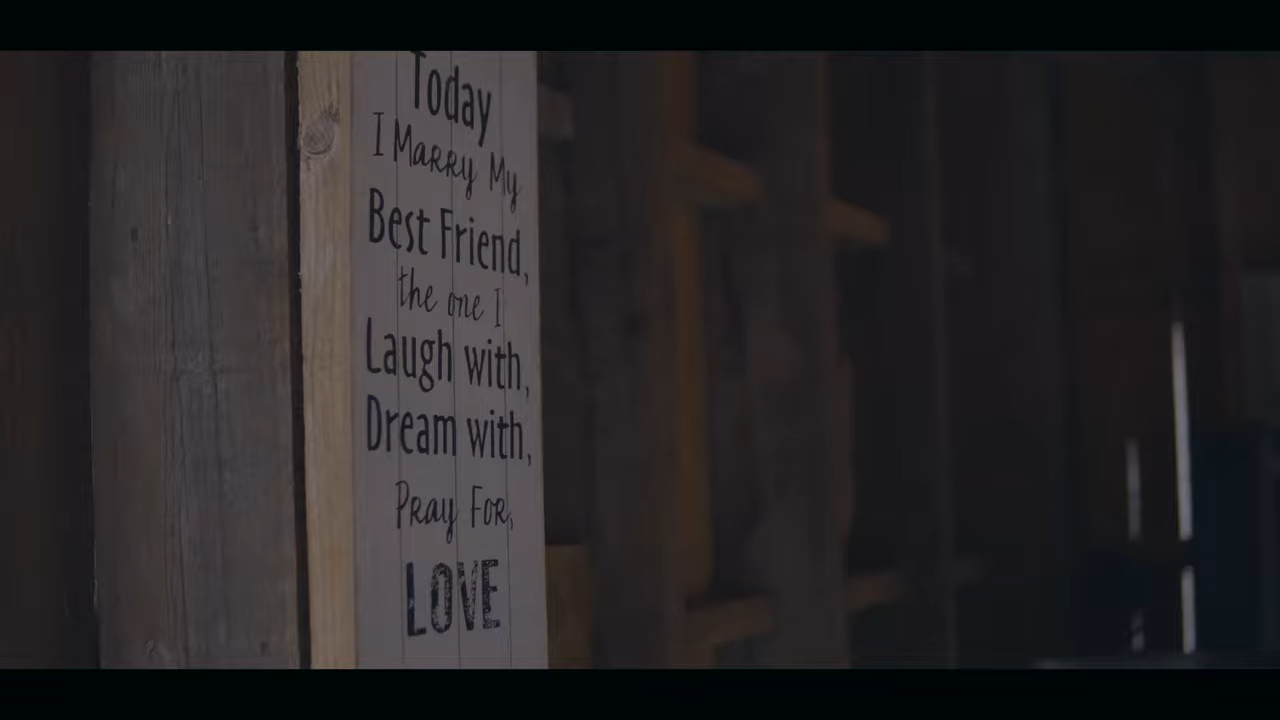 Today
I Marry My
Best Friend,
the one I
Laugh with,
Dream with,
Pray For,
LOVE